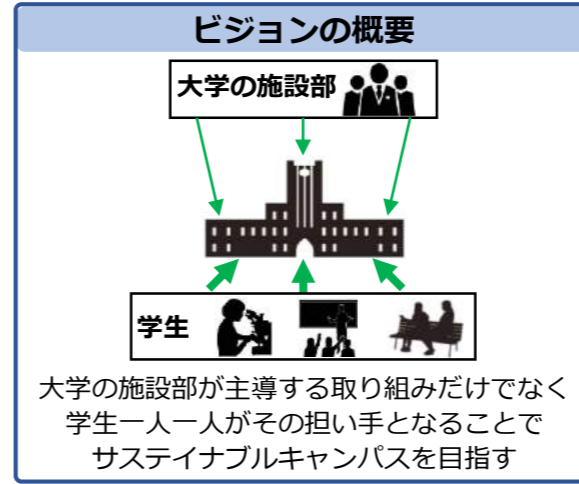 ビジョンの概要
大学の施設部
学生
大学の施設部が主導する取り組みだけでなく
学生一人一人がその担い手となることで
サステイナブルキャンパスを目指す